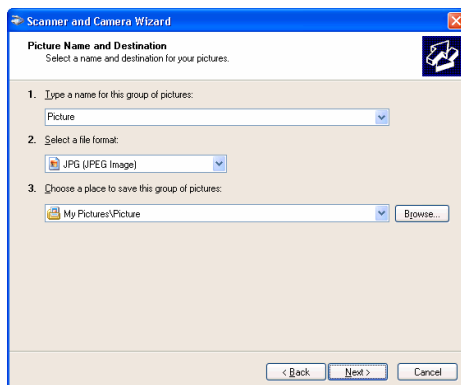 Scanner and Camera Wizard
Picture Name and Destination
Select a name and destination for your pictures.
1. Type a name for this group of pictures:
Picture
2. Select a file format:
JPG (JPEG Image)
3. Choose a place to save this group of pictures:
My Pictures\Picture
Browse...
< Back
Next >
Cancel